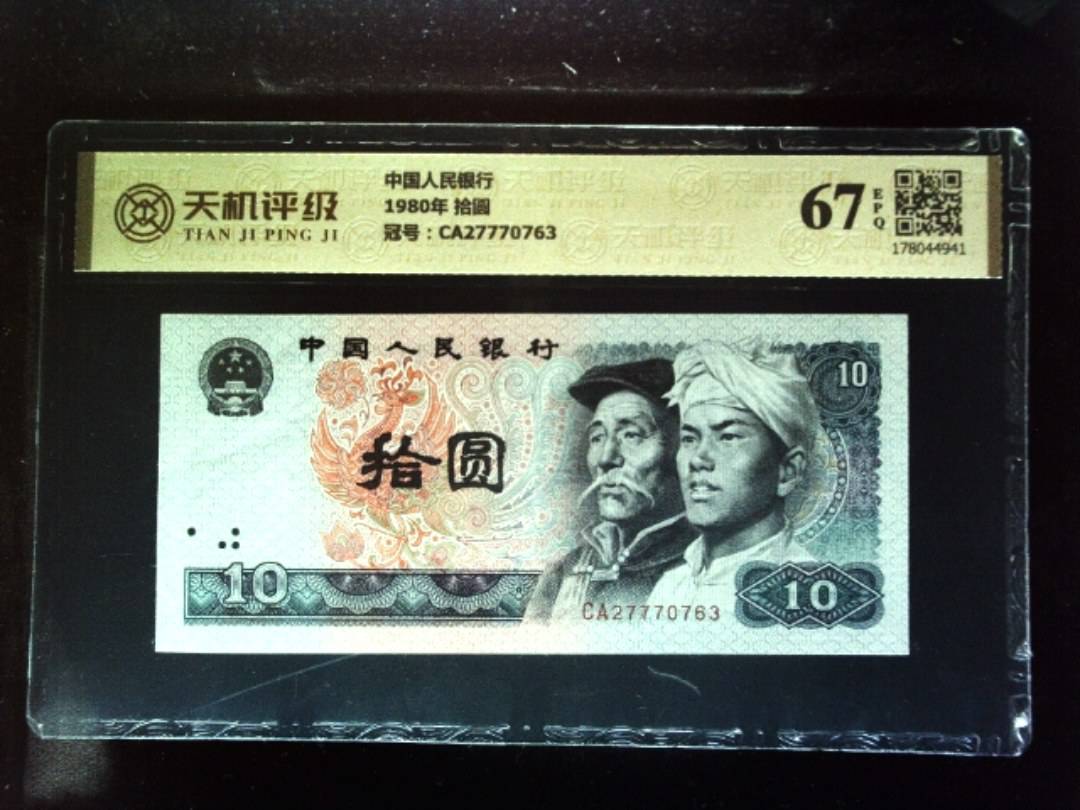 天机评级
TIAN JI PING JI
中国人民银行
1980年 拾圆
冠号：CA27770763
67
EPQ
178044941
中国人民银行
10
拾圆
10
CA27770763
10